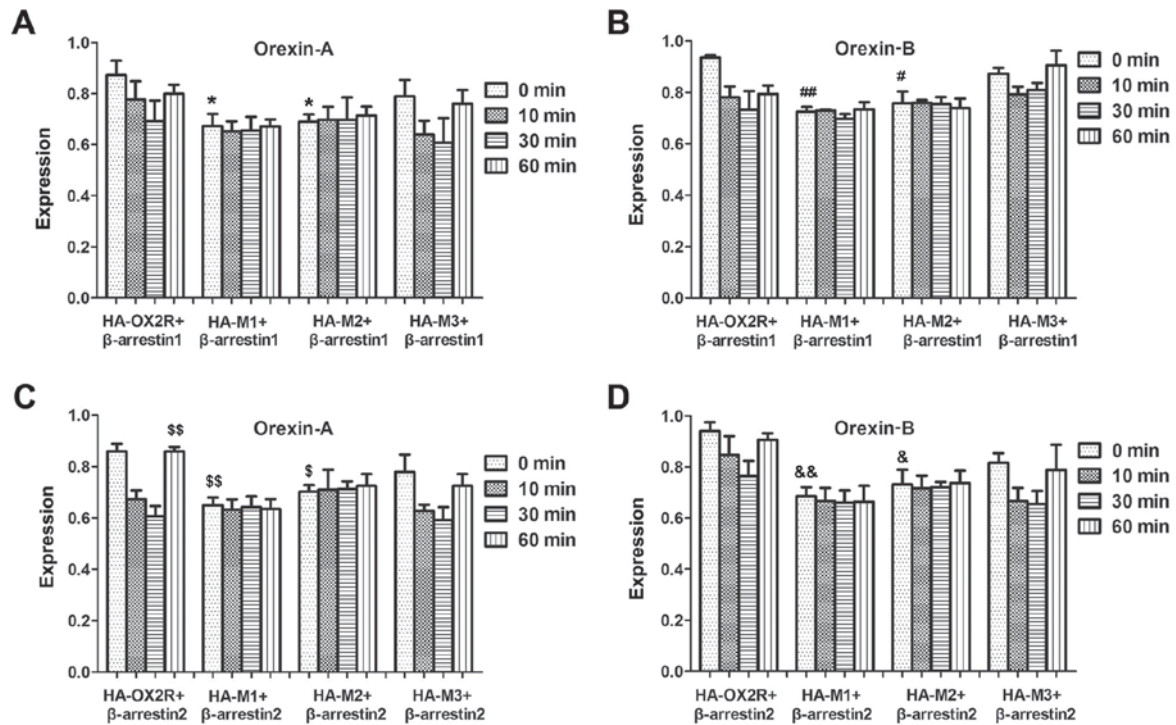 A
Orexin-A
Expression
1.0
0.8
0.6
0.4
0.2
0.0
*
*
0 min
10 min
30 min
60 min
HA-OX2R+ HA-M1+ HA-M2+ HA-M3+
β-arrestin1 β-arrestin1 β-arrestin1 β-arrestin1
B
Orexin-B
Expression
1.0
0.8
0.6
0.4
0.2
0.0
##
#
0 min
10 min
30 min
60 min
HA-OX2R+ HA-M1+ HA-M2+ HA-M3+
β-arrestin1 β-arrestin1 β-arrestin1 β-arrestin1
C
Orexin-A
Expression
1.0
0.8
0.6
0.4
0.2
0.0
$$
$$
$
0 min
10 min
30 min
60 min
HA-OX2R+ HA-M1+ HA-M2+ HA-M3+
β-arrestin2 β-arrestin2 β-arrestin2 β-arrestin2
D
Orexin-B
Expression
1.0
0.8
0.6
0.4
0.2
0.0
&&
&
0 min
10 min
30 min
60 min
HA-OX2R+ HA-M1+ HA-M2+ HA-M3+
β-arrestin2 β-arrestin2 β-arrestin2 β-arrestin2